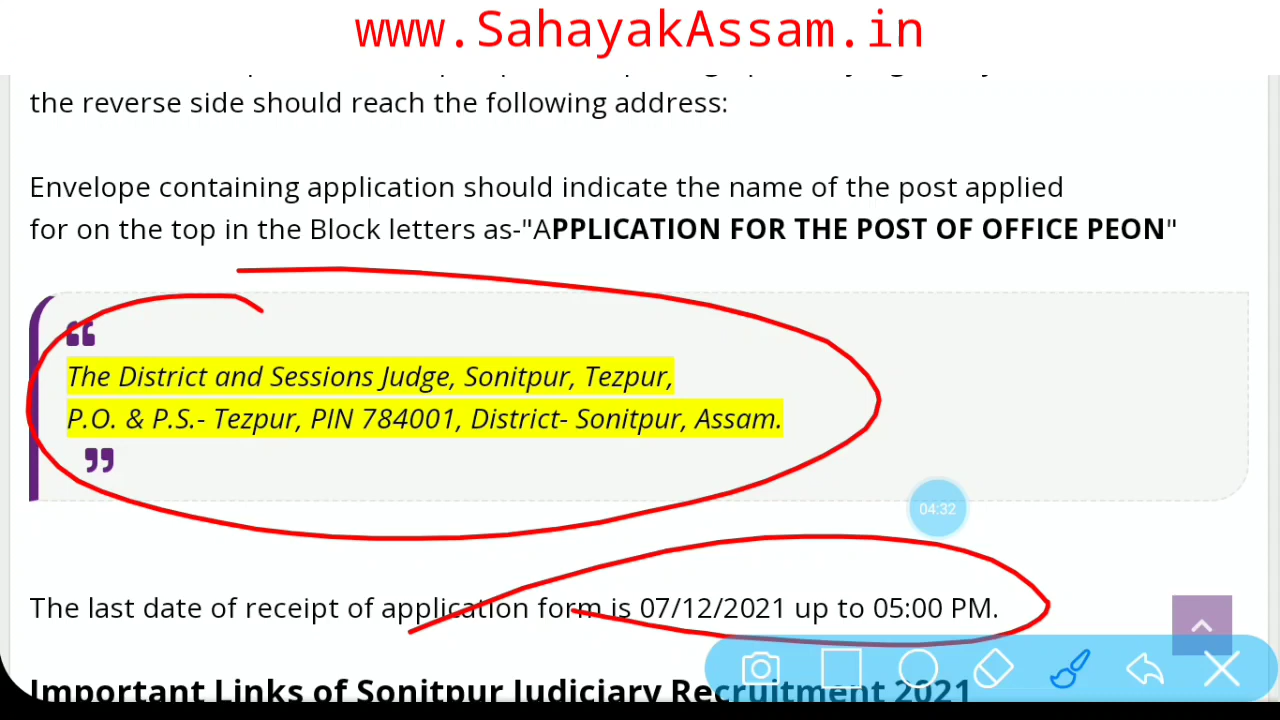 www.SahayakAssam.in
the reverse side should reach the following address:
Envelope containing application should indicate the name of the post applied
for on the top in the Block letters as-"APPLICATION FOR THE POST OF OFFICE PEON"
“
The District and Sessions Judge, Sonitpur, Tezpur,
P.O. & P.S.- Tezpur, PIN 784001, District- Sonitpur, Assam.
”
04:32
The last date of receipt of application form is 07/12/2021 up to 05:00 PM.
Important Links of Sonitpur Judiciary Recruitment 2021